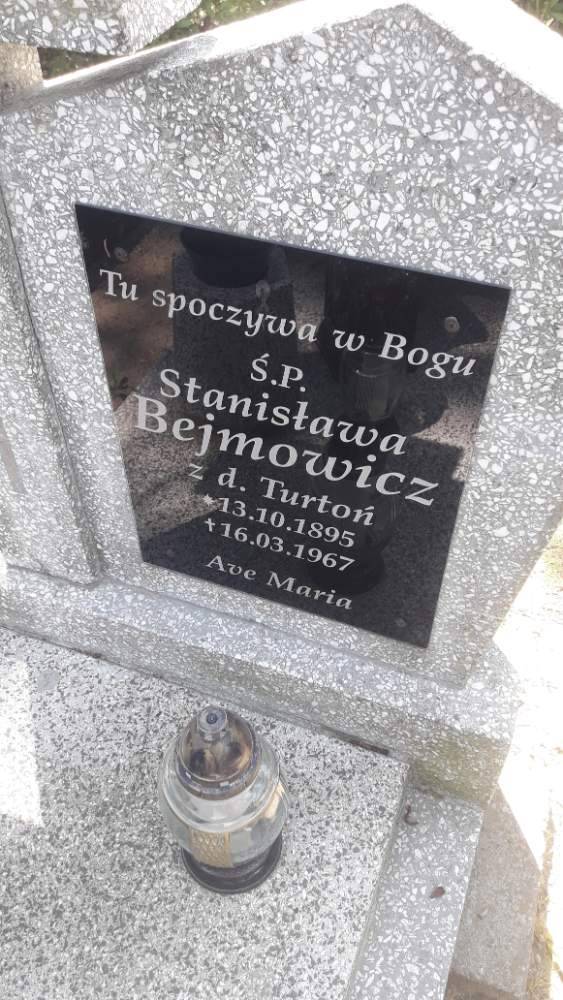 Tu spoczywa w Bogu
Ś.P.
Stanisława
Bejmowicz
z d. Turtoń
*13.10.1895
✝16.03.1967
Ave Maria